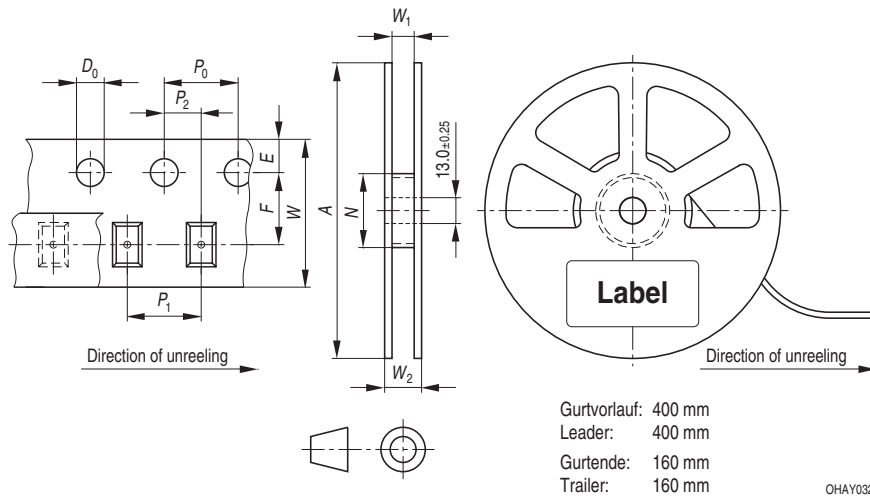 W1
D0
P0
P2
E
F
W
A
N
13.0±0.25
P1
Label
Direction of unreeling
W2
Direction of unreeling
Gurtvorlauf: 400 mm
Leader: 400 mm
Gurtende: 160 mm
Trailer: 160 mm